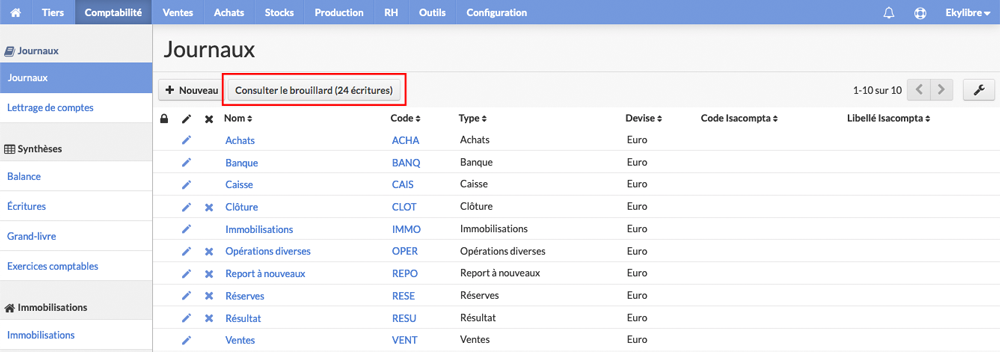 Tiers Comptabilité Ventes Achats Stocks Production RH Outils Configuration Ekylibre
Journaux
Journaux
Lettrage de comptes
Synthèses
Balance
Écritures
Grand-livre
Exercices comptables
Immobilisations
Immobilisations
Journaux
Nouveau Consulter le brouillard (24 écritures) 1-10 sur 10
Nom Code Type Devise Code Isacompta Libellé Isacompta
Achats ACHA Achats Euro
Banque BANQ Banque Euro
Caisse CAIS Caisse Euro
Clôture CLOT Clôture Euro
Immobilisations IMMO Immobilisations Euro
Opérations diverses OPER Opérations diverses Euro
Report à nouveaux REPO Report à nouveaux Euro
Réserves RESE Réserves Euro
Résultat RESU Résultat Euro
Ventes VENT Ventes Euro